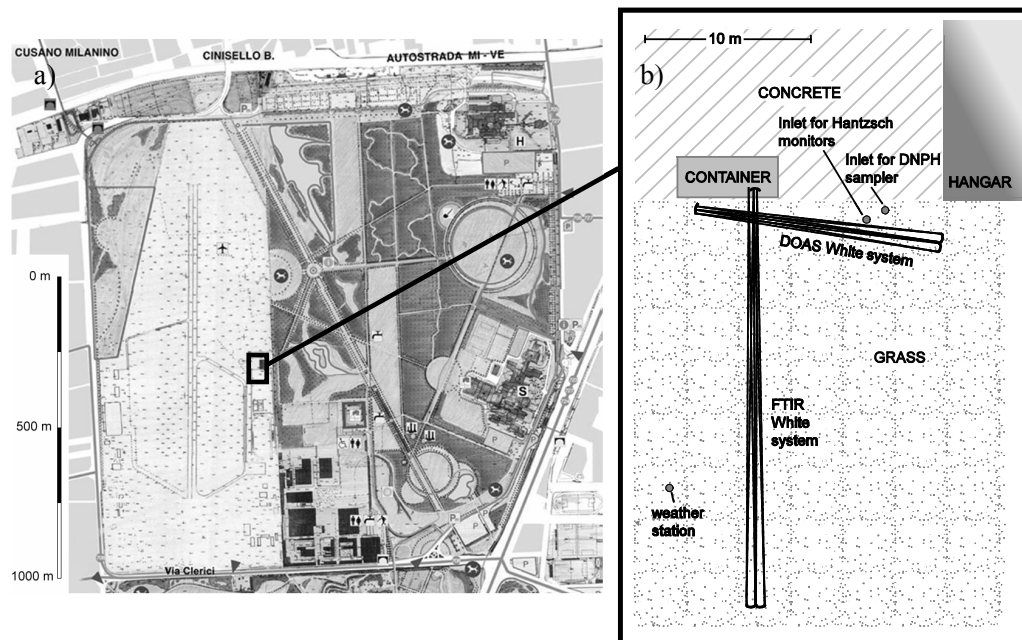 CUSANO MILANINO
CINISELLO B.
AUTOSTRADA MI - VE
a)
P
H
P
0 m
500 m
1000 m
S
P
P
P
Via Clerici
P
b)
10 m
CONCRETE
Inlet for Hantzsch
monitors
Inlet for DNPH
sampler
CONTAINER
HANGAR
DOAS White system
GRASS
FTIR
White
system
weather
station